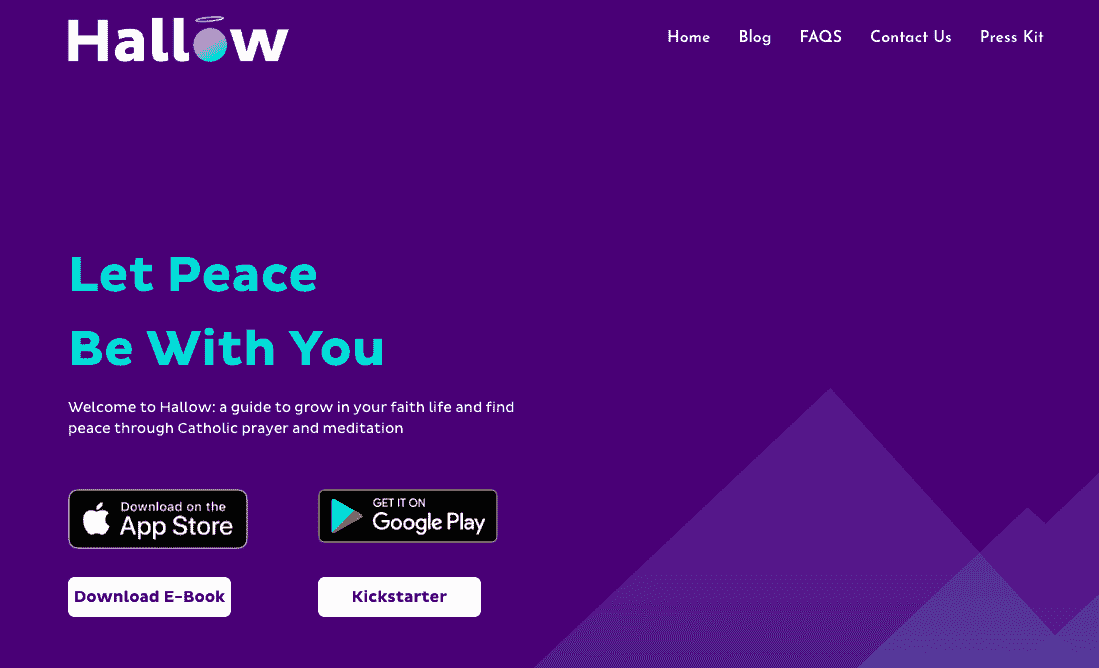 Hallow
Home Blog FAQS Contact Us Press Kit
Let Peace
Be With You
Welcome to Hallow: a guide to grow in your faith life and find
peace through Catholic prayer and meditation
Download on the
App Store
GET IT ON
Google Play
Download E-Book
Kickstarter